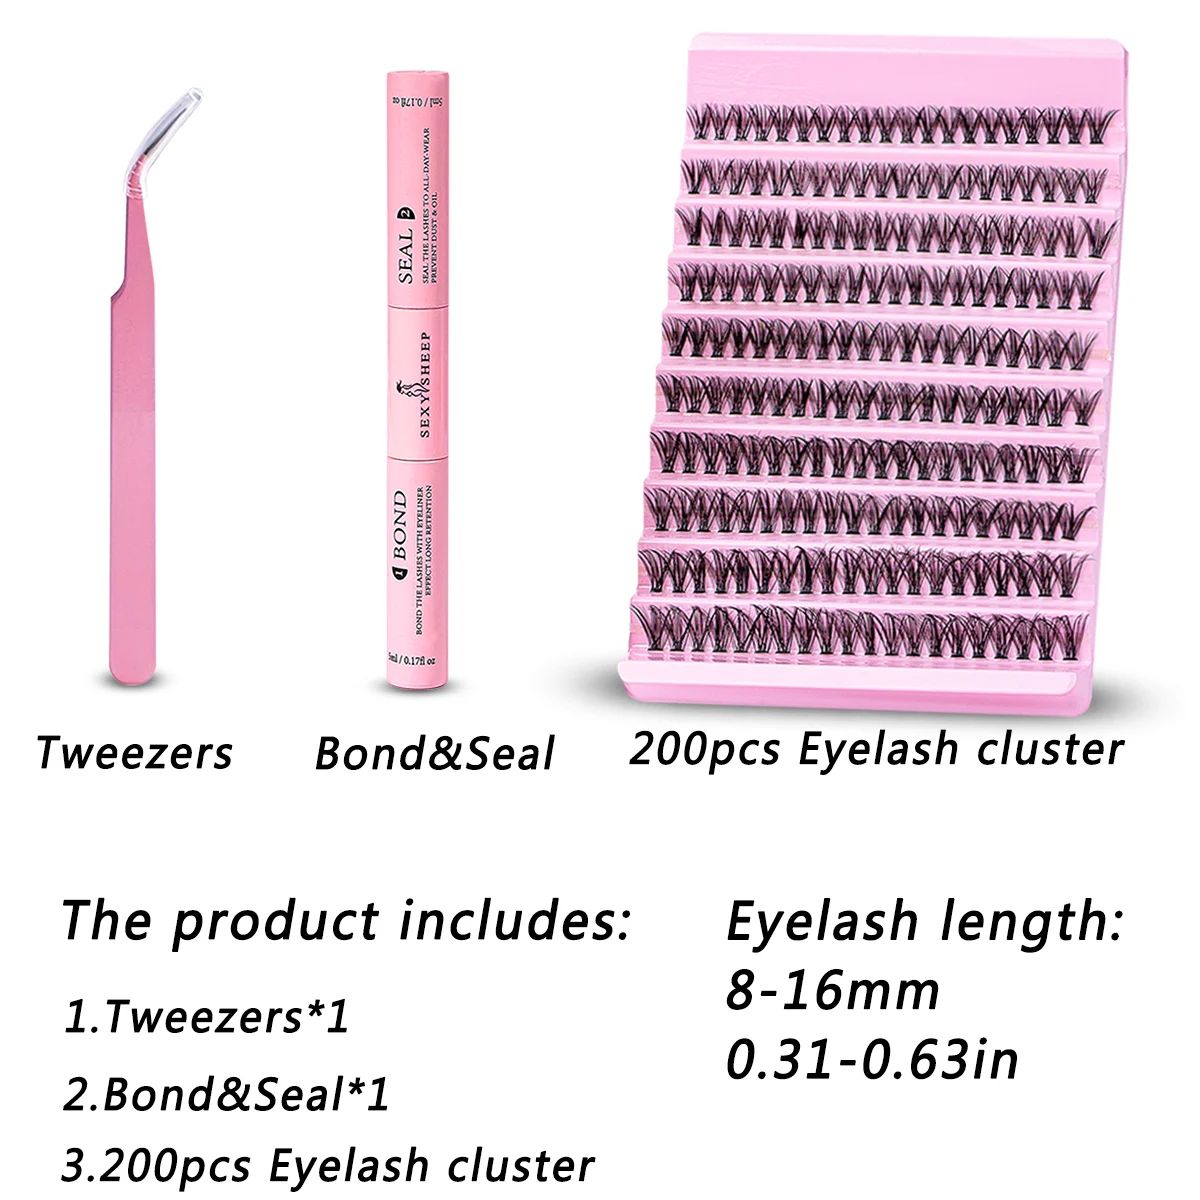 5ml / 0.17fl oz
SEAL 2
SEAL THE LASHES TO ALL-DAY-WEAR
PREVENT DUST & OIL
SEXY SHEEP
1 BOND
BOND THE LASHES WITH EYELINER
EFFECT LONG RETENTION
5ml / 0.17fl oz
Tweezers
Bond&Seal
200pcs Eyelash cluster
The product includes:
1.Tweezers*1
2.Bond&Seal*1
3.200pcs Eyelash cluster
Eyelash length:
8-16mm
0.31-0.63in